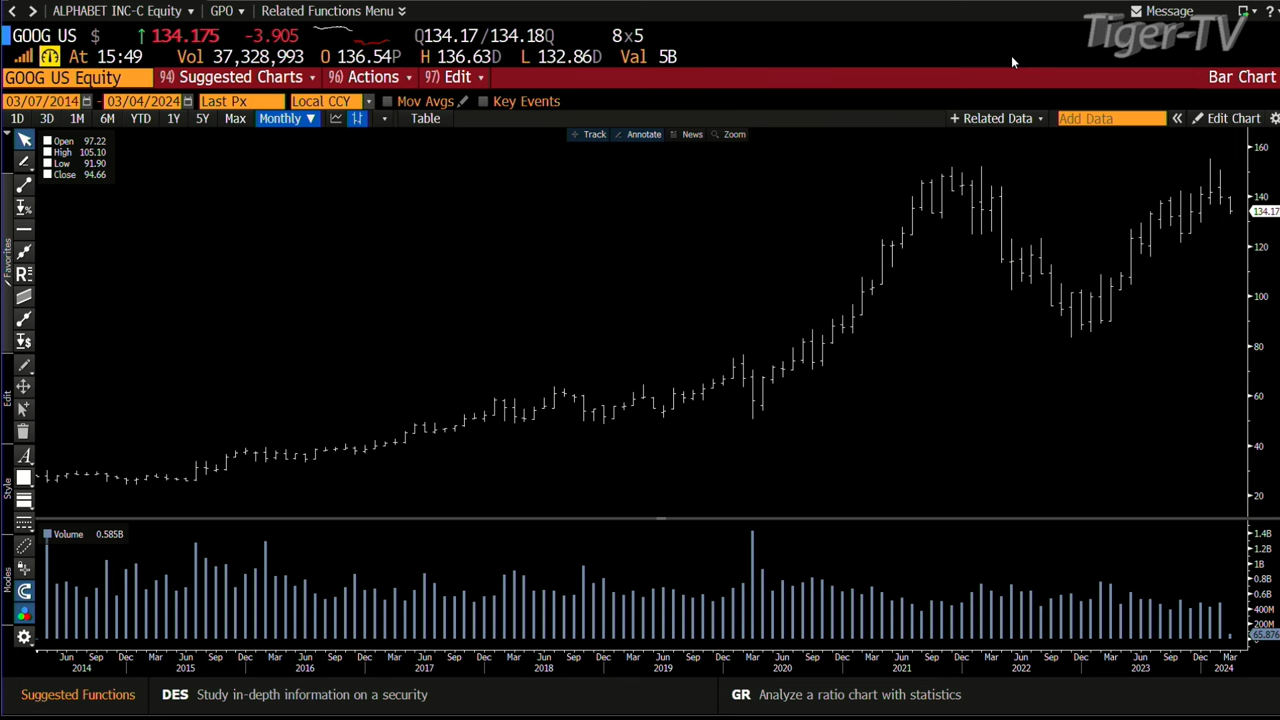 ALPHABET INC-C Equity GPO Related Functions Menu Message ?
GOOG US $ 134.175 -3.905 Q134.17/134.18Q 8x5
Tiger-TV
At 15:49 Vol 37,328,993 O 136.54P H 136.63D L 132.86D Val 5B
GOOG US Equity 94) Suggested Charts 96) Actions 97) Edit Bar Chart
03/07/2014 - 03/04/2024 Last Px Local CCY Mov Avgs Key Events
1D 3D 1M 6M YTD 1Y 5Y Max Monthly ▼ Table + Related Data Add Data « Edit Chart
Track Annotate News Zoom
Open 97.22
High 105.10
Low 91.90
Close 94.66
160
140
134.17
120
100
80
60
40
20
Favorites
Edit
Style
Modes
Volume 0.585B
1.4B
1.2B
1B
0.8B
0.6B
400M
200M
65.876
Jun Sep Dec Mar Jun Sep Dec Mar Jun Sep Dec Mar Jun Sep Dec Mar Jun Sep Dec Mar Jun Sep Dec Mar Jun Sep Dec Mar Jun Sep Dec Mar Jun Sep Dec Mar Jun Sep Dec Mar
2014 2015 2016 2017 2018 2019 2020 2021 2022 2023 2024
Suggested Functions DES Study in-depth information on a security GR Analyze a ratio chart with statistics